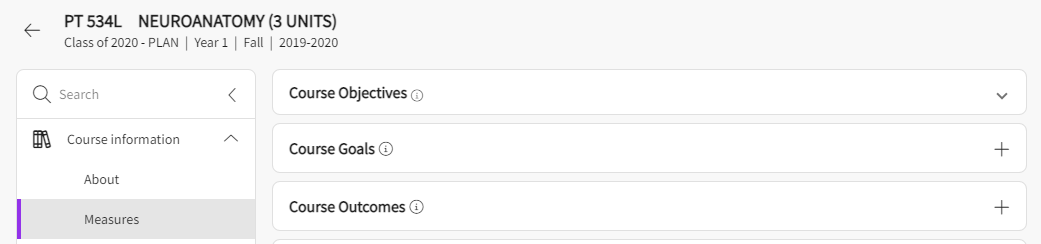 PT 534L NEUROANATOMY (3 UNITS)
Class of 2020 - PLAN | Year 1 | Fall | 2019-2020
Search
Course information
About
Measures
Course Objectives
Course Goals
Course Outcomes